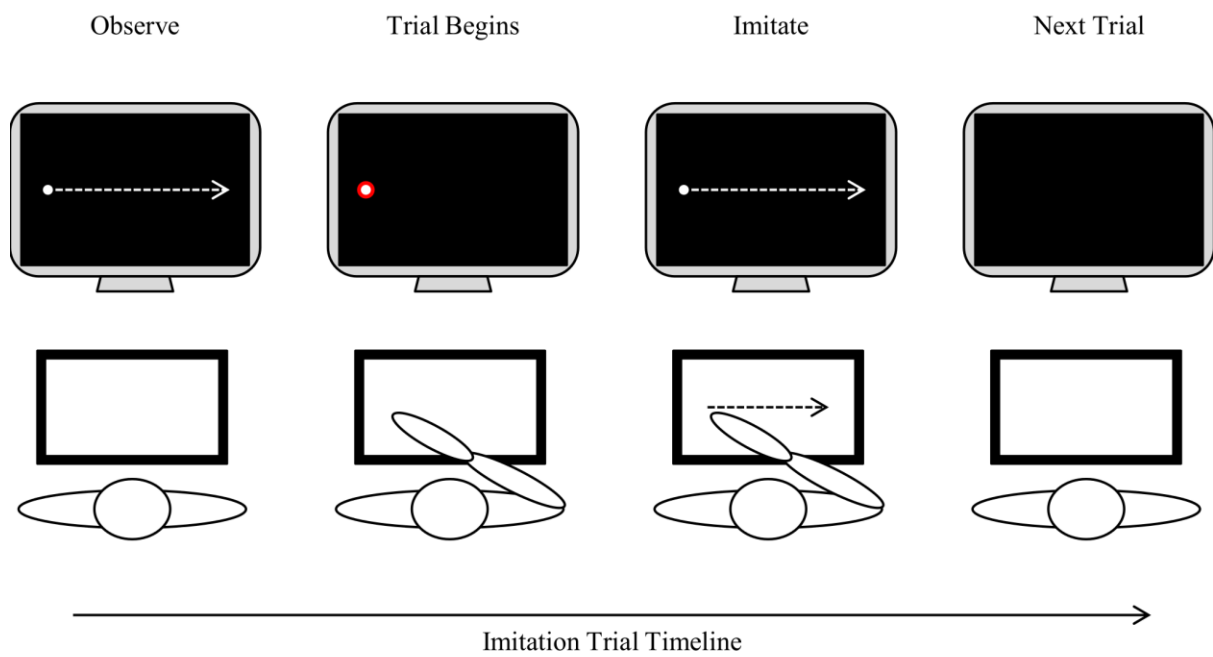 Observe
Trial Begins
Imitate
Next Trial
Imitation Trial Timeline